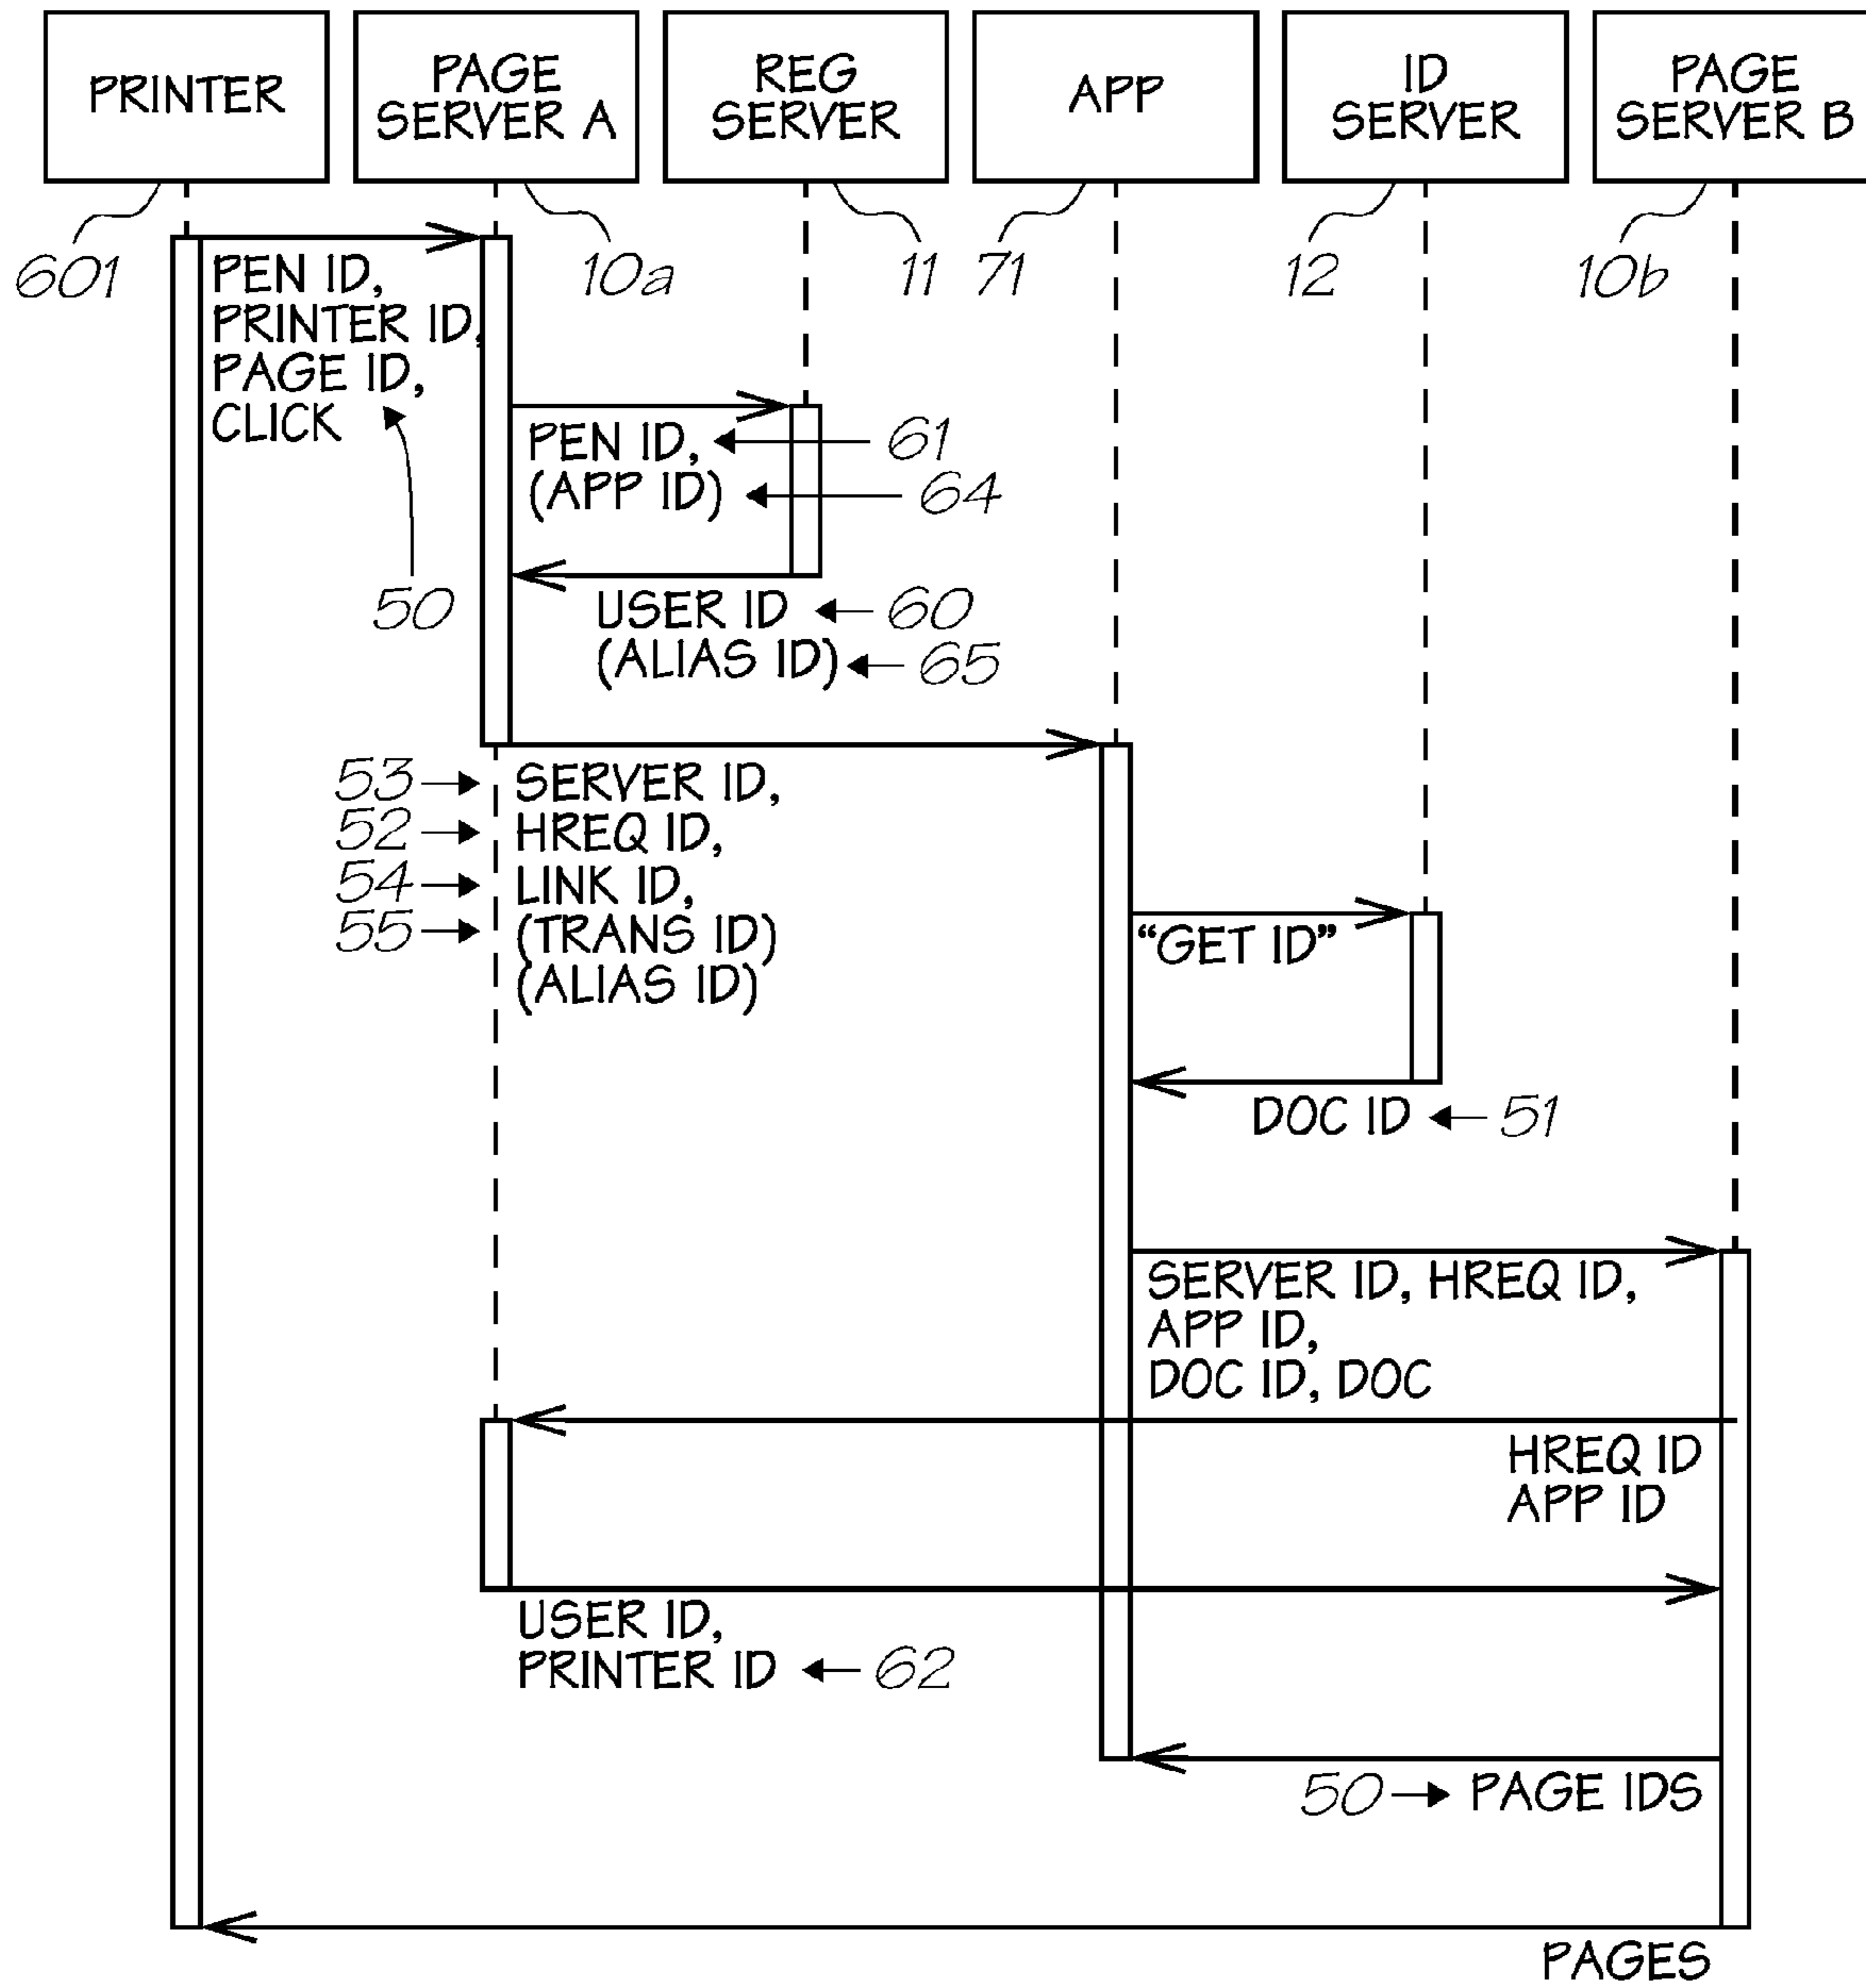 PRINTER
PAGE
SERVER A
REG
SERVER
APP
ID
SERVER
PAGE
SERVER B
601
10a
11
71
12
10b
PEN ID,
PRINTER ID,
PAGE ID,
CLICK
50
PEN ID,
61
(APP ID)
64
USER ID
60
(ALIAS ID)
65
53
SERVER ID,
52
HREQ ID,
54
LINK ID,
55
(TRANS ID)
(ALIAS ID)
“GET ID”
DOC ID
51
SERVER ID, HREQ ID,
APP ID,
DOC ID, DOC
HREQ ID
APP ID
USER ID,
PRINTER ID
62
50
PAGE IDS
PAGES